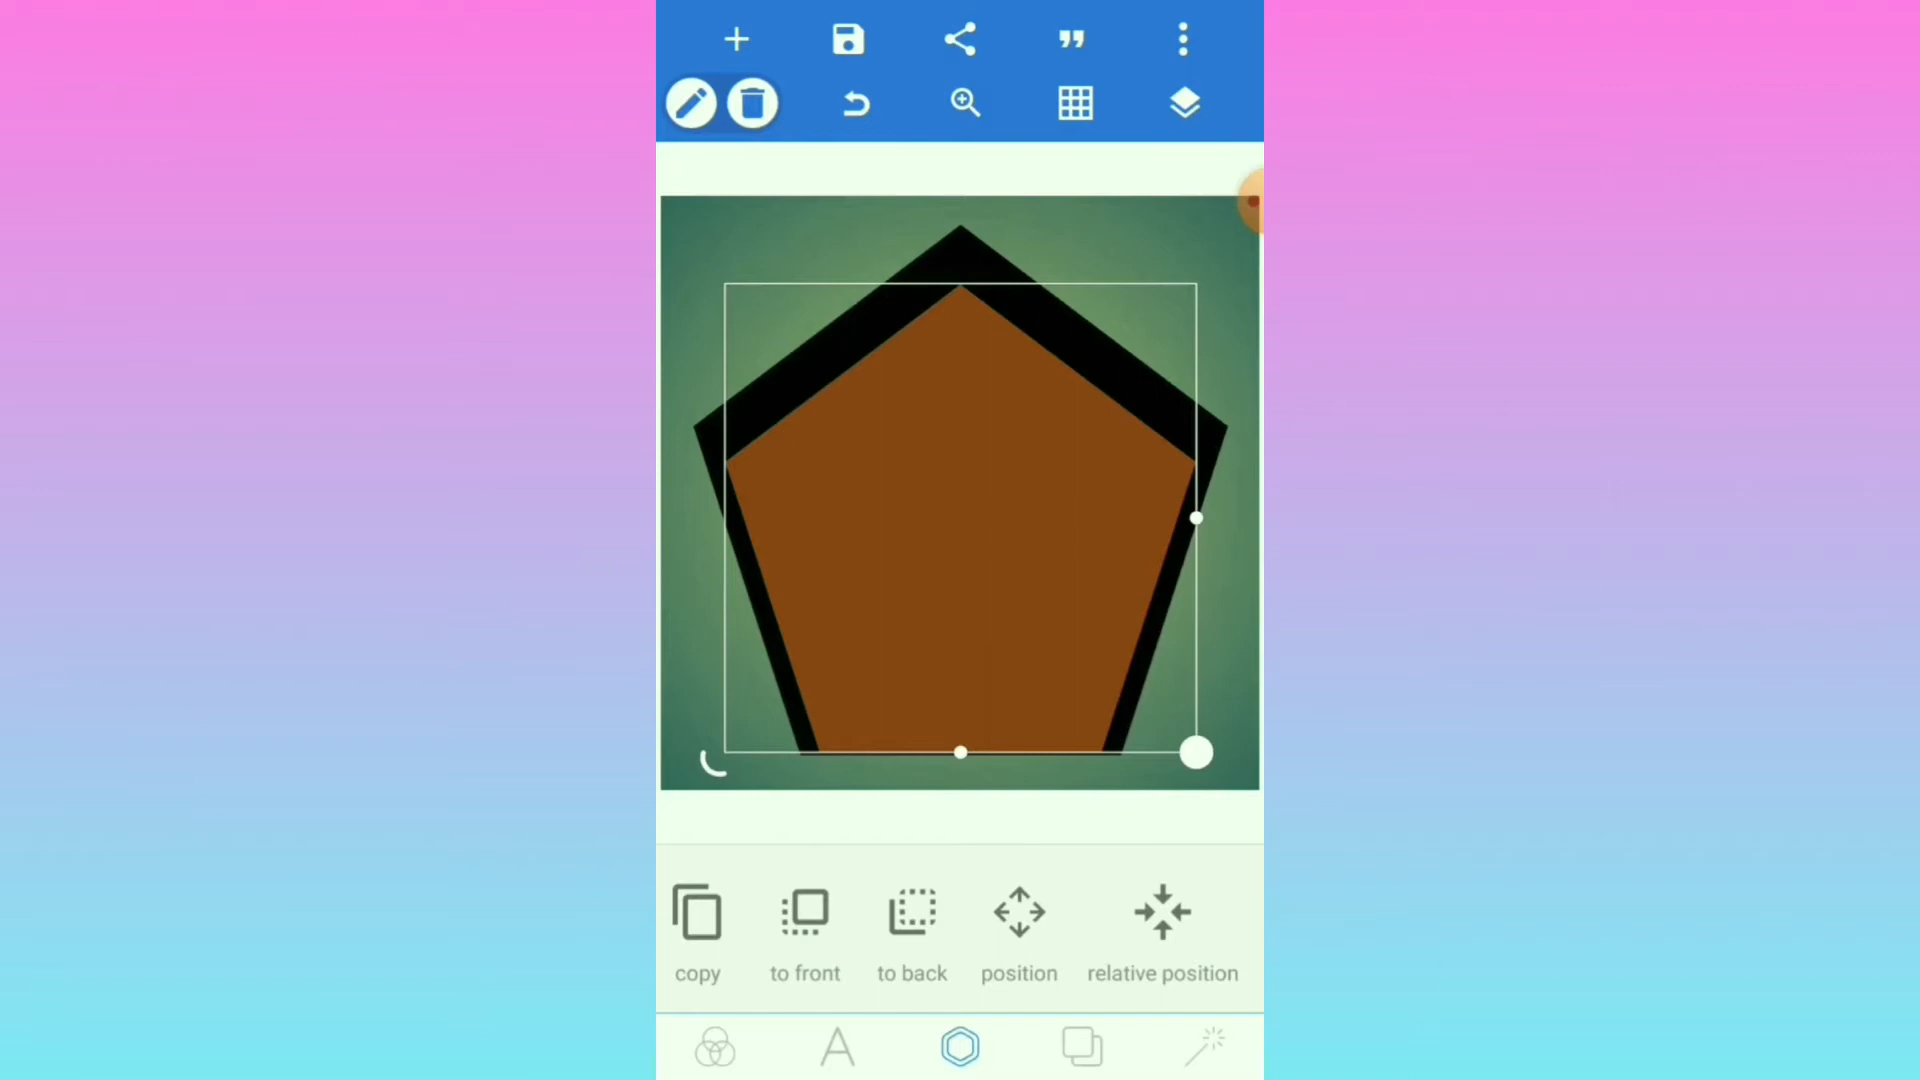 copy
to front
to back
position
relative position